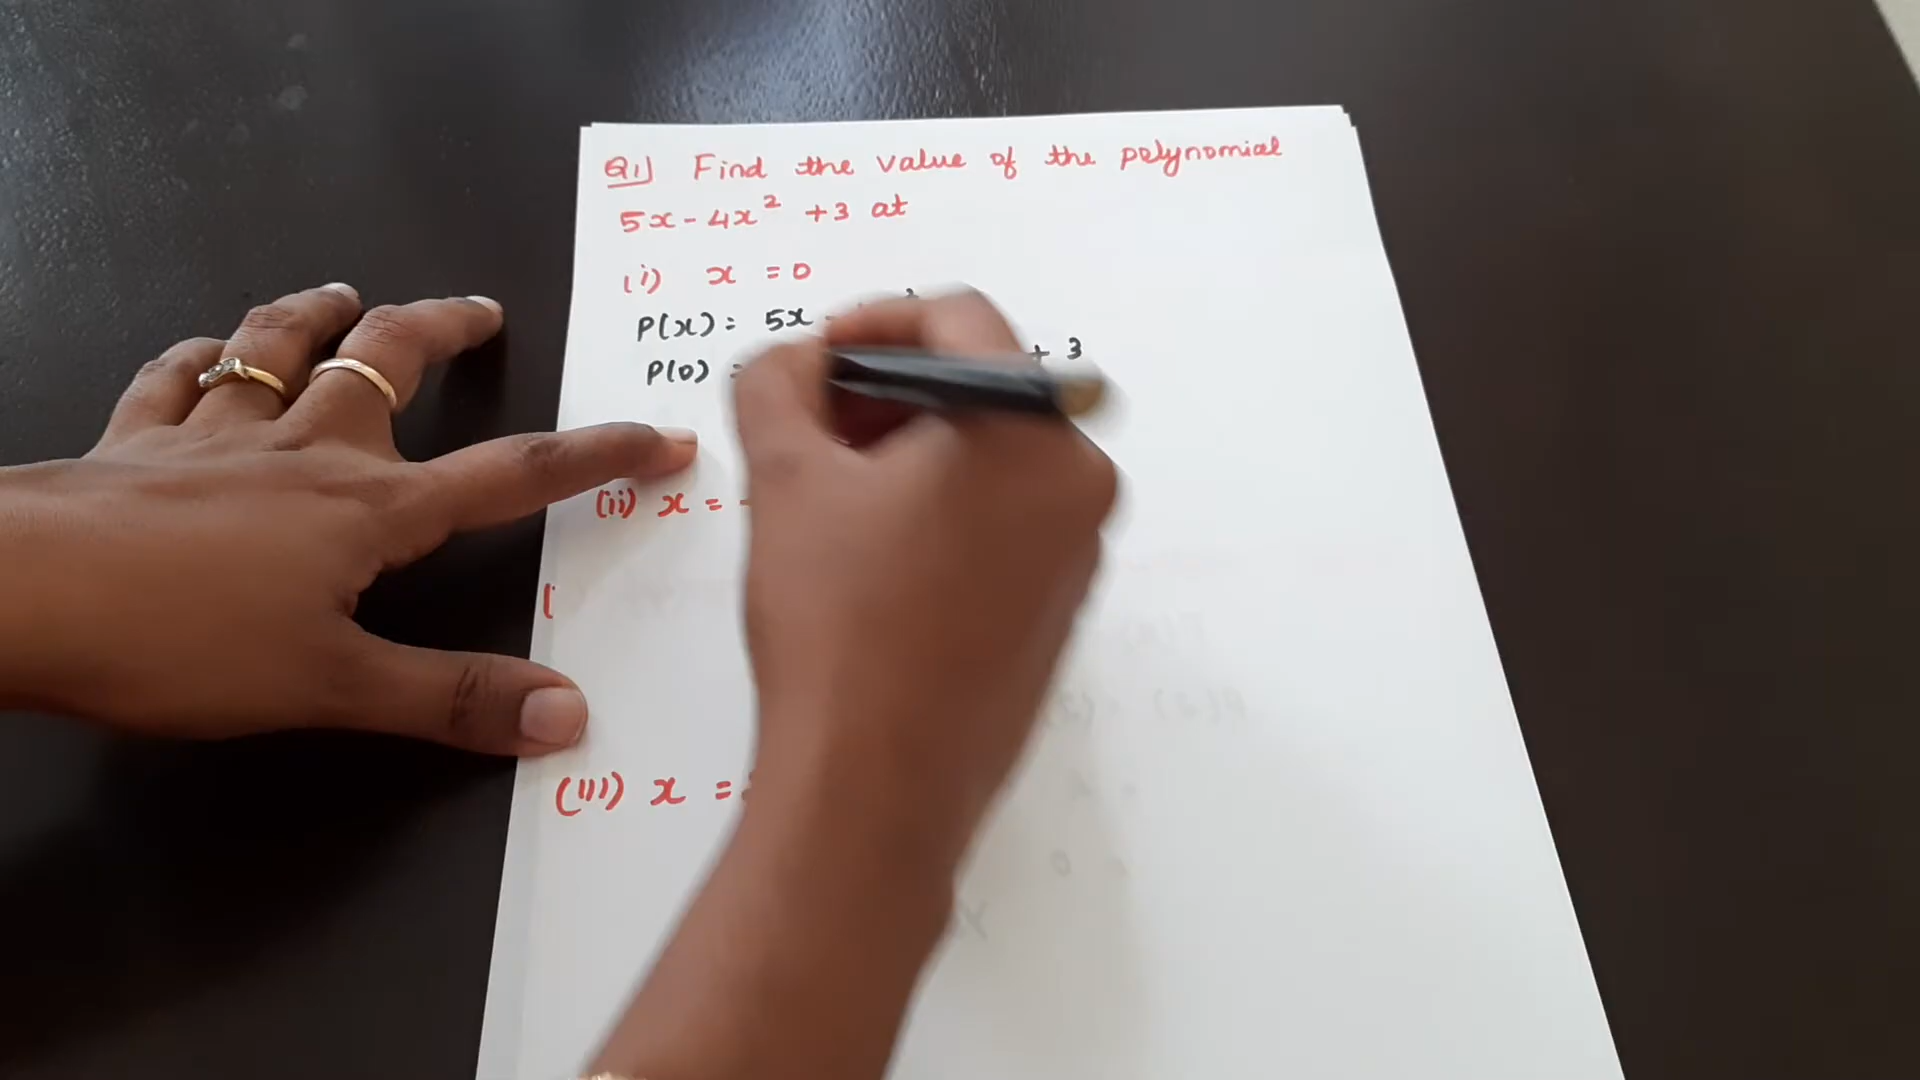 Q1] Find the value of the polynomial
5x - 4x² + 3 at
(i) x = 0
P(x) = 5x
P(0) = + 3
(ii) x = -
(iii) x =